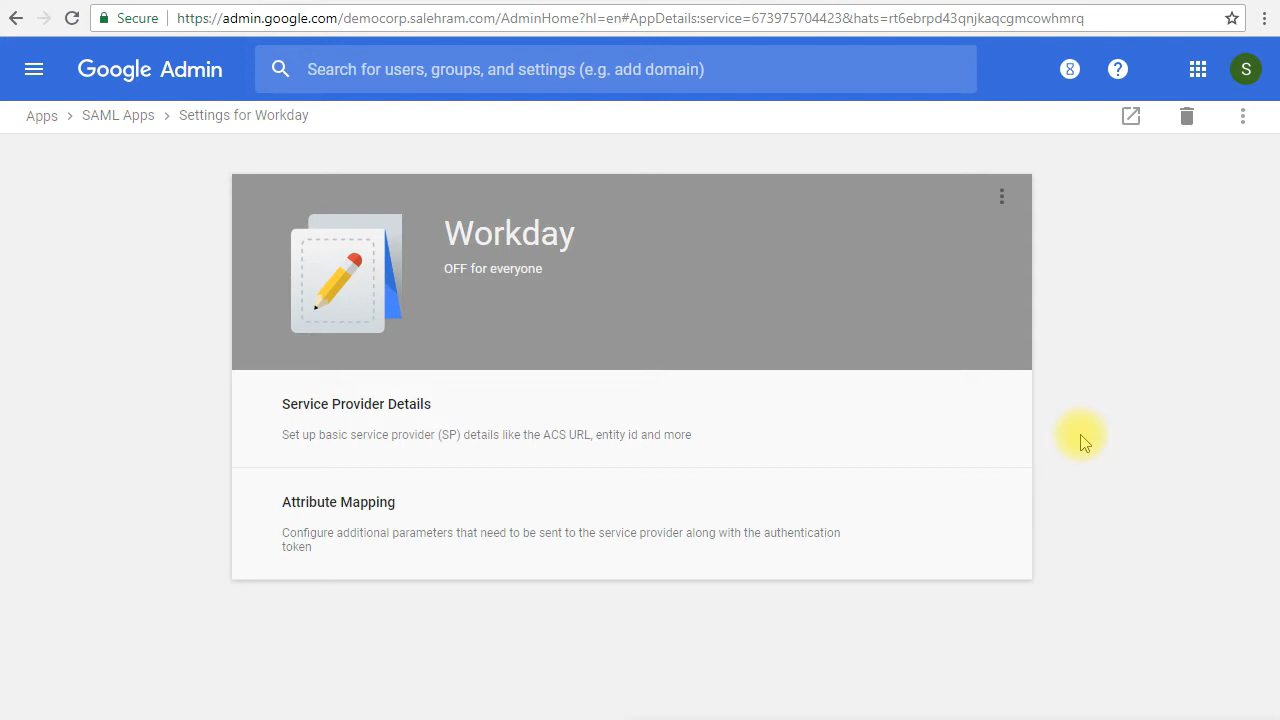 Secure https://admin.google.com/democorp.salehram.com/AdminHome?hl=en#AppDetails:service=673975704423&hats=rt6ebrpd43qnjkaqcgmcowhmrq
Google Admin Search for users, groups, and settings (e.g. add domain) S
Apps > SAML Apps > Settings for Workday
Workday
OFF for everyone
Service Provider Details
Set up basic service provider (SP) details like the ACS URL, entity id and more
Attribute Mapping
Configure additional parameters that need to be sent to the service provider along with the authentication
token